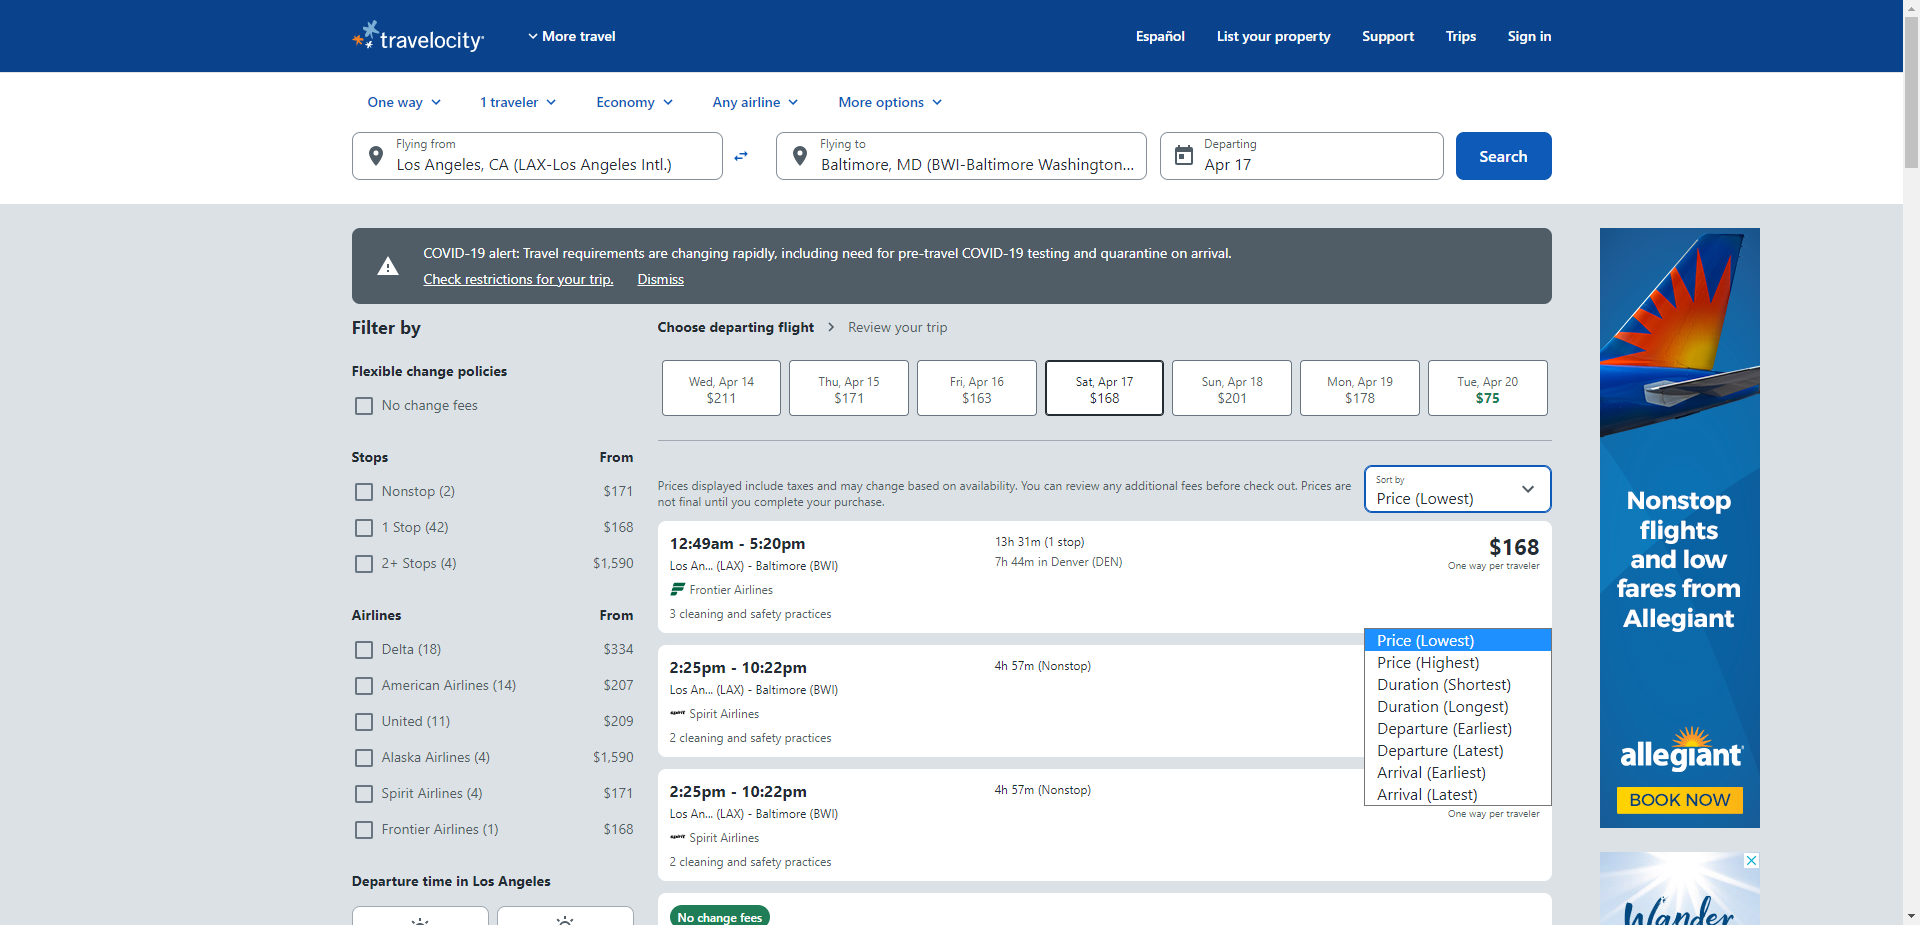 travelocity
More travel
Español
List your property
Support
Trips
Sign in
One way
1 traveler
Economy
Any airline
More options
Flying from
Los Angeles, CA (LAX-Los Angeles Intl.)
Flying to
Baltimore, MD (BWI-Baltimore Washington...
Departing
Apr 17
Search
COVID-19 alert: Travel requirements are changing rapidly, including need for pre-travel COVID-19 testing and quarantine on arrival.
Check restrictions for your trip.
Dismiss
Filter by
Flexible change policies
No change fees
Stops From
Nonstop (2) $171
1 Stop (42) $168
2+ Stops (4) $1,590
Airlines From
Delta (18) $334
American Airlines (14) $207
United (11) $209
Alaska Airlines (4) $1,590
Spirit Airlines (4) $171
Frontier Airlines (1) $168
Departure time in Los Angeles
Choose departing flight
Review your trip
Wed, Apr 14
$211
Thu, Apr 15
$171
Fri, Apr 16
$163
Sat, Apr 17
$168
Sun, Apr 18
$201
Mon, Apr 19
$178
Tue, Apr 20
$75
Prices displayed include taxes and may change based on availability. You can review any additional fees before check out. Prices are
not final until you complete your purchase.
Sort by
Price (Lowest)
12:49am - 5:20pm
Los An... (LAX) - Baltimore (BWI)
Frontier Airlines
3 cleaning and safety practices
13h 31m (1 stop)
7h 44m in Denver (DEN)
$168
One way per traveler
2:25pm - 10:22pm
Los An... (LAX) - Baltimore (BWI)
spirit Spirit Airlines
2 cleaning and safety practices
4h 57m (Nonstop)
Price (Lowest)
Price (Highest)
Duration (Shortest)
Duration (Longest)
Departure (Earliest)
Departure (Latest)
Arrival (Earliest)
Arrival (Latest)
2:25pm - 10:22pm
Los An... (LAX) - Baltimore (BWI)
spirit Spirit Airlines
2 cleaning and safety practices
4h 57m (Nonstop)
One way per traveler
No change fees
Nonstop
flights
and low
fares from
Allegiant
allegiant
BOOK NOW
Wander